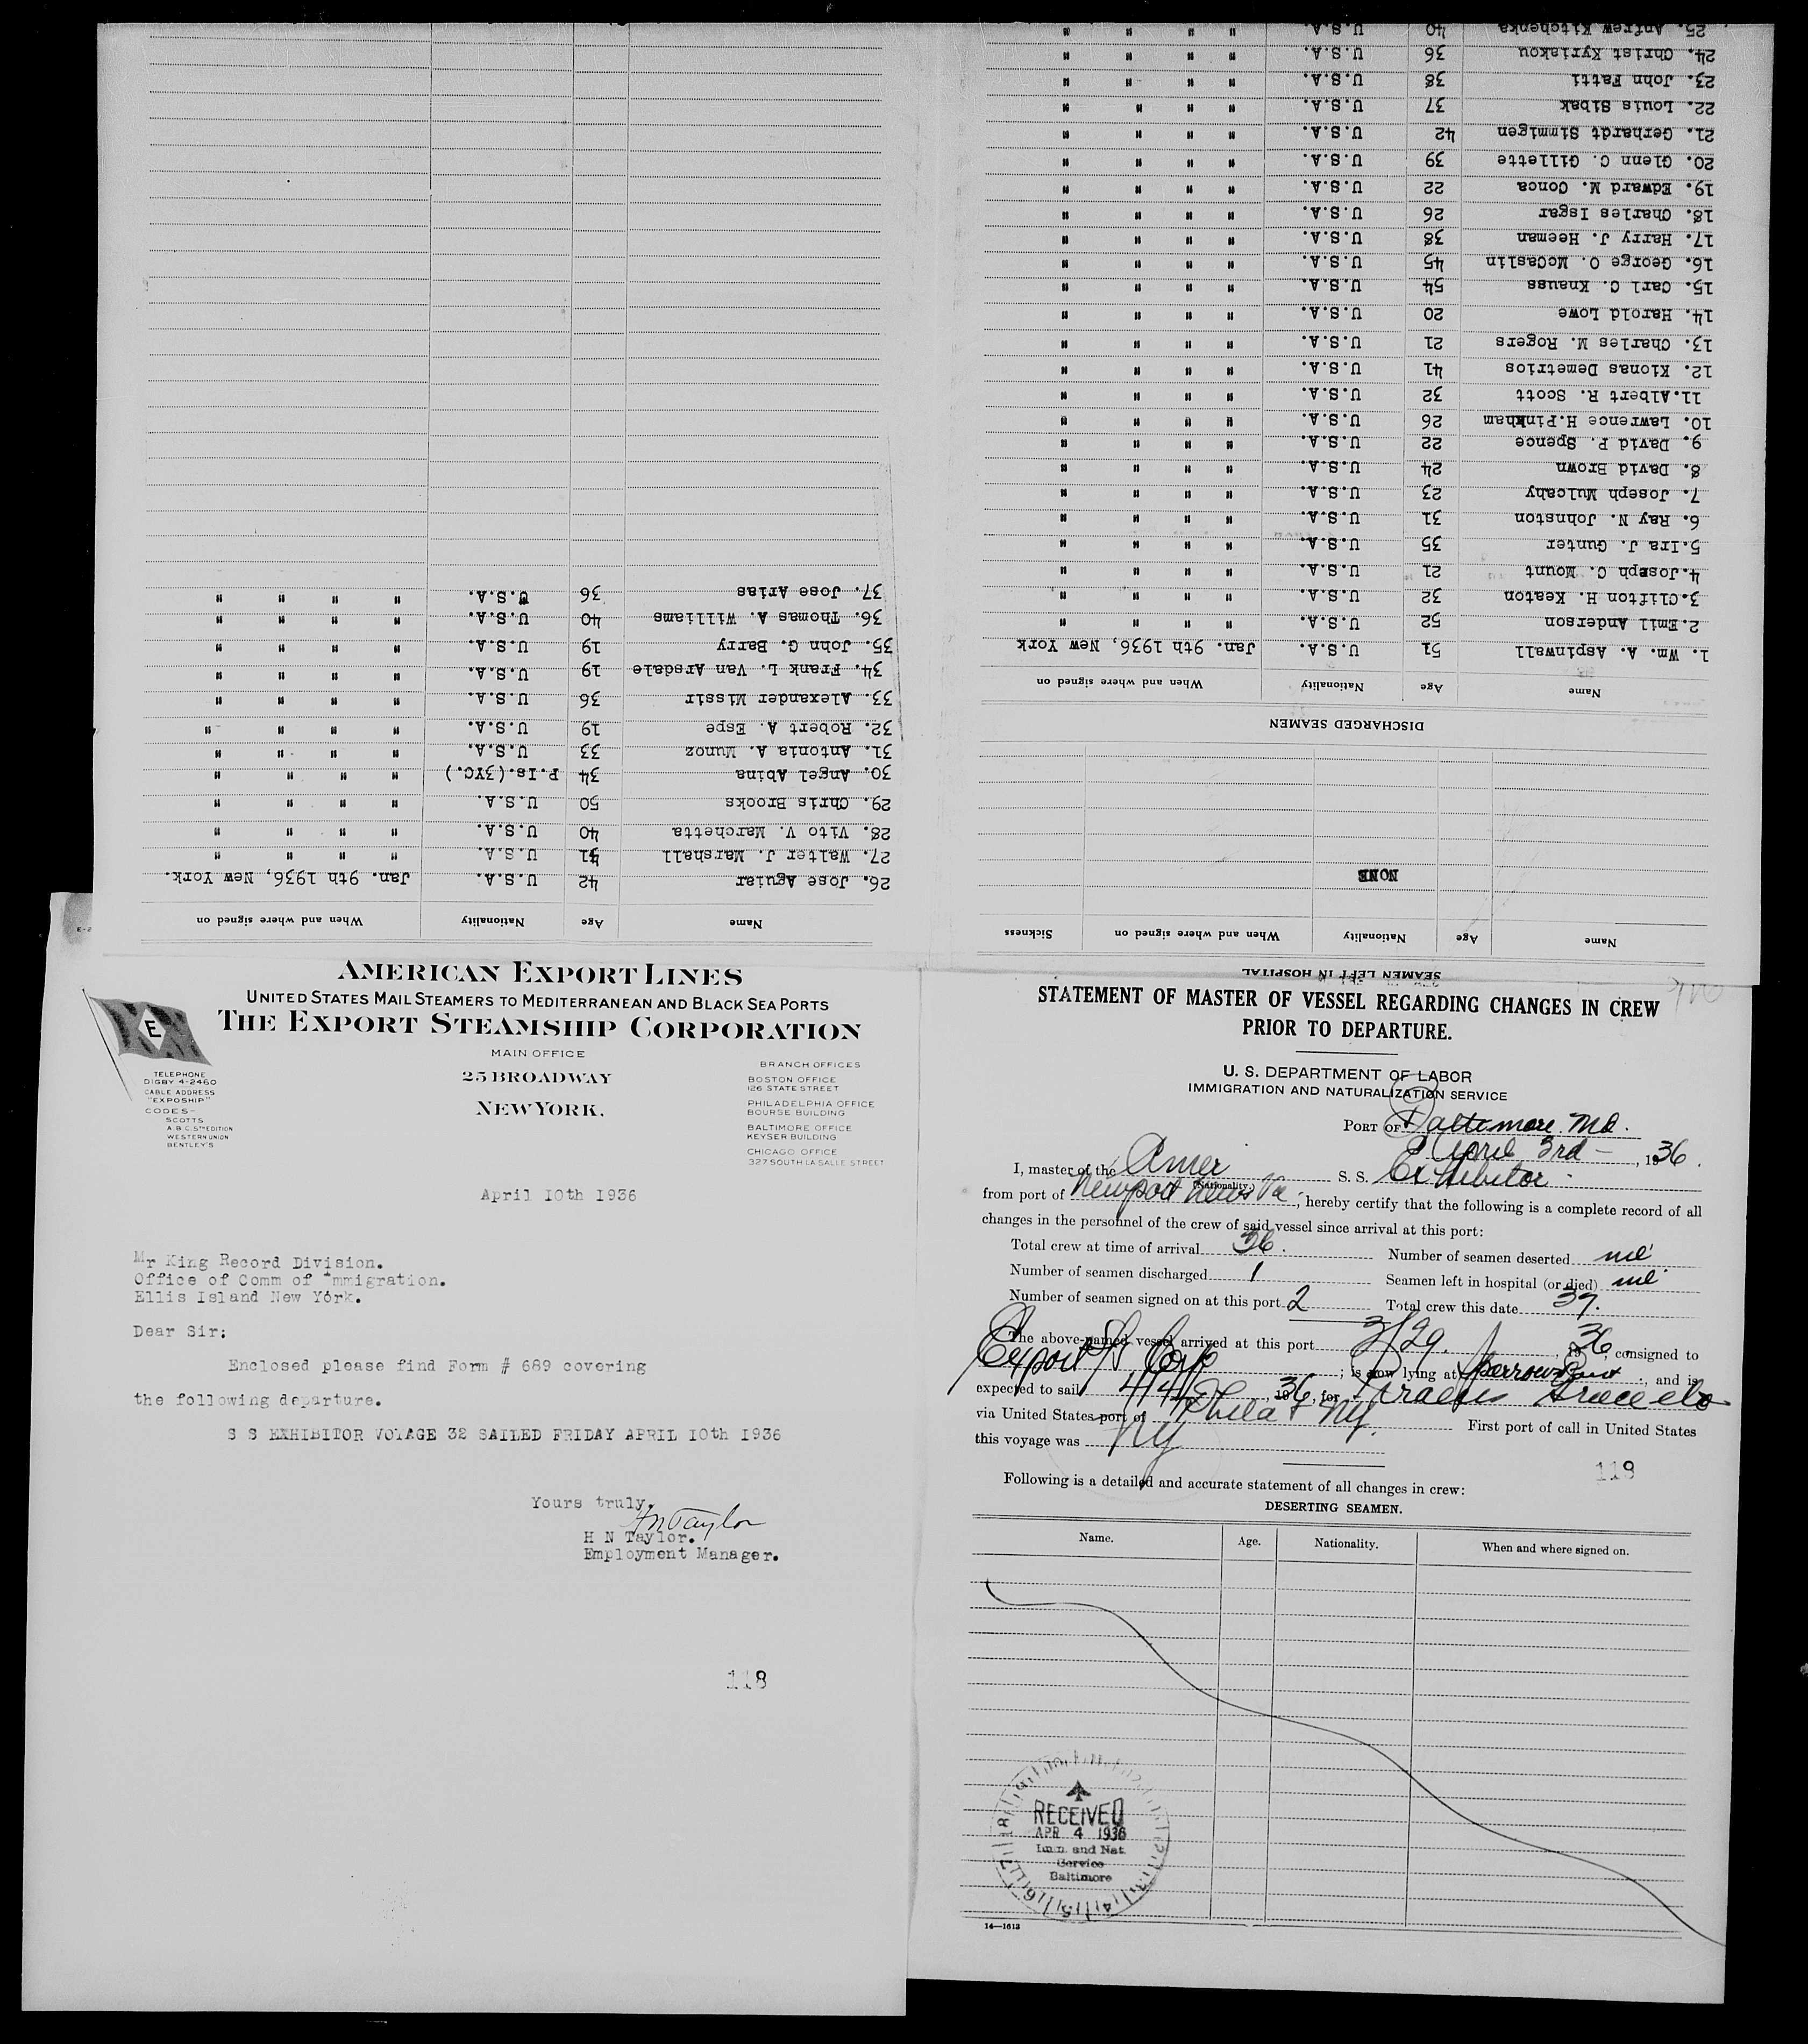 SEAMEN LEFT IN HOSPITAL
Name Age Nationality When and where signed on Sickness
NONE
DISCHARGED SEAMEN
Name Age Nationality When and where signed on
1. Wm. A. Aspinwall 51 U.S.A. Jan. 9th 1936, New York
2.Emil Anderson 52 U.S.A. " " " "
3.Clifton H. Keaton 32 U.S.A. " " " "
4.Joseph C. Mount 21 U.S.A. " " " "
5.Ira J. Gunter 35 U.S.A. " " " "
6. Ray N. Johnston 31 U.S.A. " " " "
7. Joseph Mulcahy 23 U.S.A. " " " "
8. David Brown 24 U.S.A. " " " "
9. David P. Spence 22 U.S.A. " " " "
10. Lawrence H.Pinkham 26 U.S.A. " " " "
11.Albert R. Scott 32 U.S.A. " " " "
12. Kionas Demetrios 41 U.S.A. " " " "
13. Charles M. Rogers 21 U.S.A. " " " "
14. Harold Lowe 20 U.S.A. " " " "
15. Carl C. Knauss 54 U.S.A. " " " "
16. George O. McCaslin 45 U.S.A. " " " "
17. Harry J. Heeman 38 U.S.A. " " " "
18. Charles Isgar 26 U.S.A. " " " "
19. Edward M. Conca 22 U.S.A. " " " "
20. Glenn C. Gillette 39 U.S.A. " " " "
21. Gerhardt Simmigen 42 U.S.A. " " " "
22. Louis Sibak 37 U.S.A. " " " "
23. John Fatti 38 U.S.A. " " " "
24. Christ Kyriakou 36 U.S.A. " " " "
25. Anfrew Kitchenka 40 U.S.A. " " " "
Name Age Nationality When and where signed on
26. Jose Aguiar 42 U.S.A. Jan. 9th 1936, New York.
27. Walter J. Marshall 41 U.S.A. " " " "
28. Vito V. Marchetta 40 U.S.A. " " " "
29. Chris Brooks 50 U.S.A. " " " "
30. Angel Abina 34 P.Is.(3YC.) " " " "
31. Antonia A. Munoz 33 U.S.A. " " " "
32. Robert A. Espe 19 U.S.A. " " " "
33. Alexander Missir 36 U.S.A. " " " "
34. Frank L. Van Arsdale 19 U.S.A. " " " "
35. John G. Barry 19 U.S.A. " " " "
36. Thomas A. Williams 40 U.S.A. " " " "
37. Jose Arias 36 U.S.A. " " " "
AMERICAN EXPORT LINES
UNITED STATES MAIL STEAMERS TO MEDITERRANEAN AND BLACK SEA PORTS
THE EXPORT STEAMSHIP CORPORATION
E
MAIN OFFICE
25 BROADWAY
NEW YORK,
TELEPHONE
DIGBY 4-2460
CABLE ADDRESS
"EXPOSHIP"
CODES-
SCOTTS
A.B.C. 5TH EDITION
WESTERN UNION
BENTLEY'S
BRANCH OFFICES
BOSTON OFFICE
126 STATE STREET
PHILADELPHIA OFFICE
BOURSE BUILDING
BALTIMORE OFFICE
KEYSER BUILDING
CHICAGO OFFICE
327 SOUTH LA SALLE STREET
April 10th 1936
Mr King Record Division.
Office of Comm of Immigration.
Ellis Island New York.
Dear Sir:
Enclosed please find Form # 689 covering
the following departure.
S S EXHIBITOR VOYAGE 32 SAILED FRIDAY APRIL 10th 1936
Yours truly,
HN Taylor
H N Taylor.
Employment Manager.
118
STATEMENT OF MASTER OF VESSEL REGARDING CHANGES IN CREW
PRIOR TO DEPARTURE.
U. S. DEPARTMENT OF LABOR
IMMIGRATION AND NATURALIZATION SERVICE
PORT OF Baltimore. Md.
April 3rd – , 1936.
I, master of the Amer (Nationality) S. S. Exhibitor
from port of Newport News Va; hereby certify that the following is a complete record of all
changes in the personnel of the crew of said vessel since arrival at this port:
Total crew at time of arrival 36. Number of seamen deserted nil
Number of seamen discharged 1 Seamen left in hospital (or died) nil
Number of seamen signed on at this port 2 Total crew this date 37.
The above-named vessel arrived at this port 3/29. , 1936, consigned to
Export SS Corp ; is now lying at Sparrows Point, and is
expected to sail 4/4 , 1936, for Piraeus Greece etc
via United States port of Phila + NY. First port of call in United States
this voyage was NY
118
Following is a detailed and accurate statement of all changes in crew:
DESERTING SEAMEN.
Name. Age. Nationality. When and where signed on.
RECEIVED
APR 4 1936
Imm. and Nat.
Service
Baltimore
14—1613